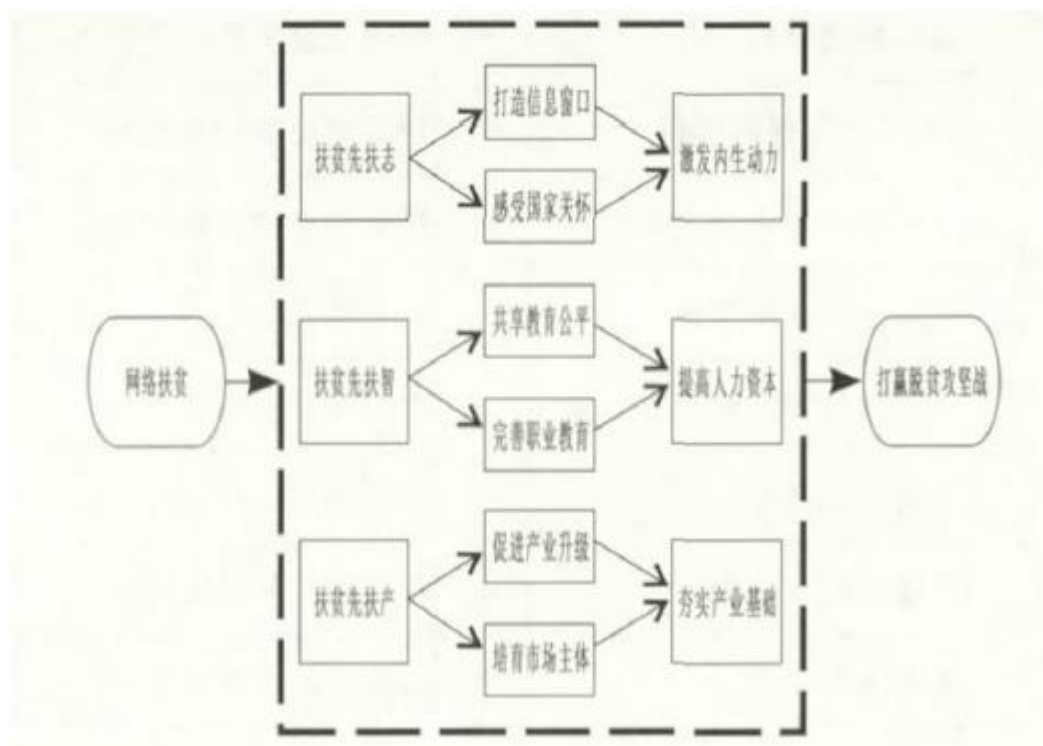 网络扶贫
扶贫先扶志
打造信息窗口
感受国家关怀
激发内生动力
扶贫先扶智
共享教育公平
完善职业教育
提高人力资本
扶贫先扶产
促进产业升级
培育市场主体
夯实产业基础
打赢脱贫攻坚战